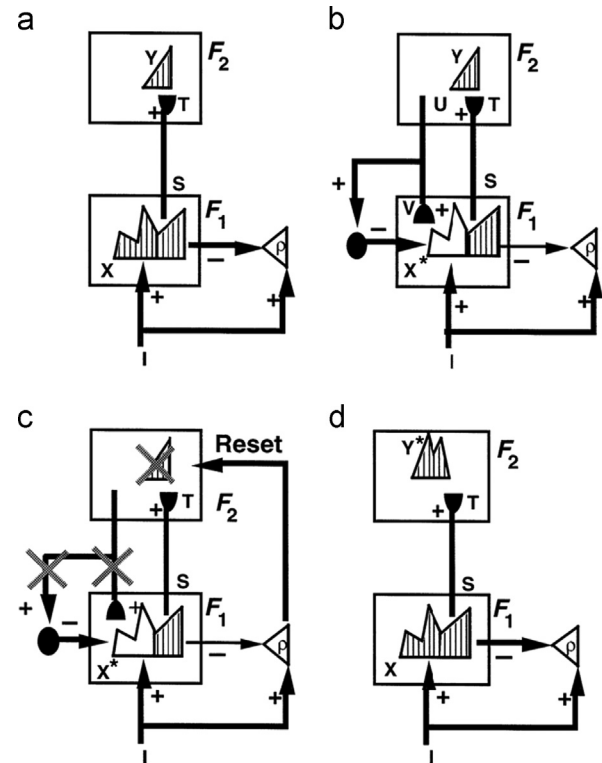 a
Y
F2
+
T
S
F1
X
−
ρ
+
+
I
b
Y
F2
U
+
T
+
S
V
+
F1
−
X*
−
ρ
+
+
I
c
Reset
+
T
F2
S
+
+
F1
−
X*
−
ρ
+
+
I
d
Y*
F2
+
T
S
F1
X
−
ρ
+
+
I